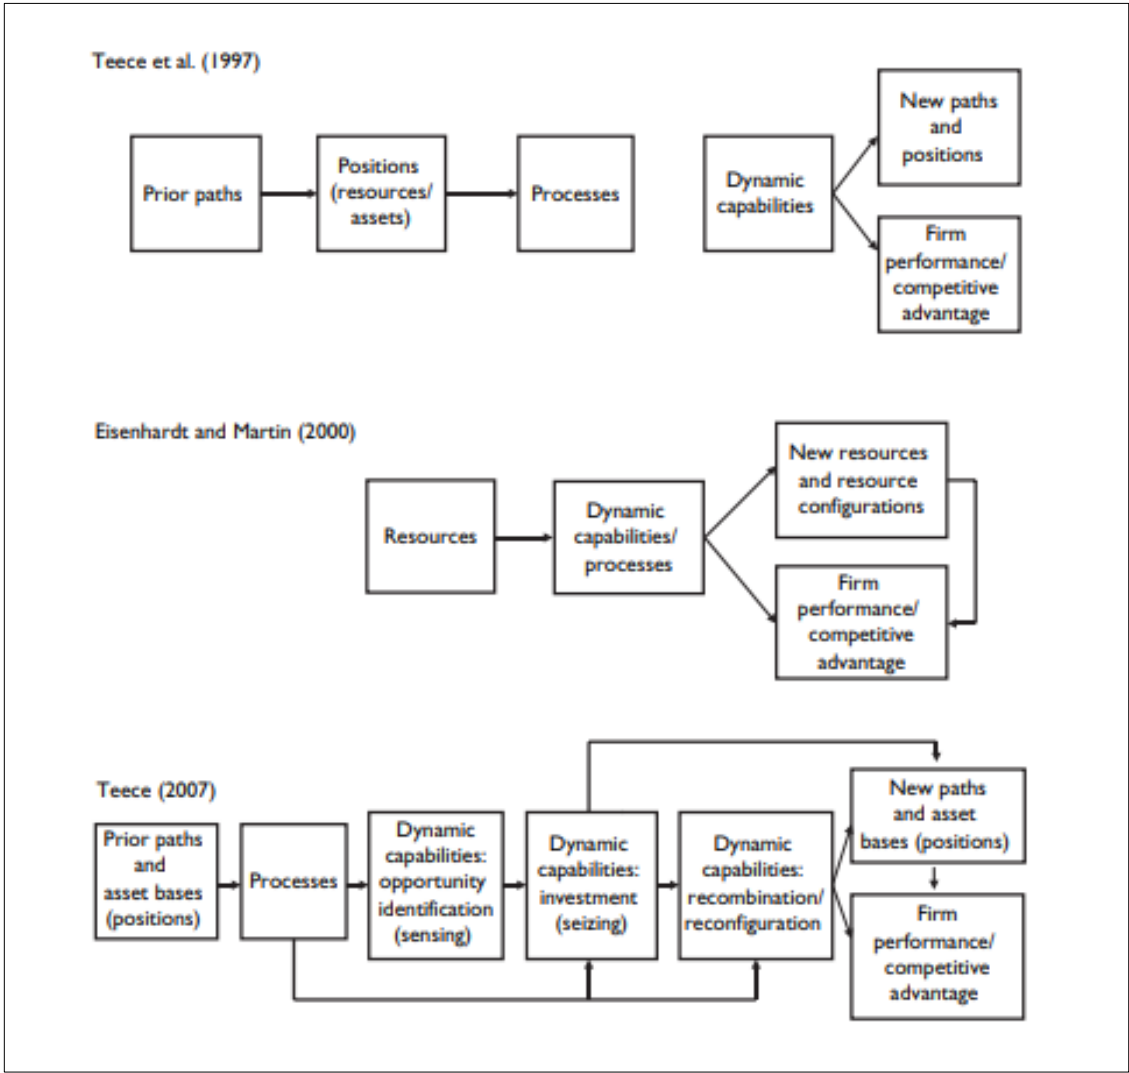 Teece et al. (1997)
Prior paths
Positions
(resources/
assets)
Processes
Dynamic
capabilities
New paths
and
positions
Firm
performance/
competitive
advantage
Eisenhardt and Martin (2000)
Resources
Dynamic
capabilities/
processes
New resources
and resource
configurations
Firm
performance/
competitive
advantage
Teece (2007)
Prior paths
and
asset bases
(positions)
Processes
Dynamic
capabilities:
opportunity
identification
(sensing)
Dynamic
capabilities:
investment
(seizing)
Dynamic
capabilities:
recombination/
reconfiguration
New paths
and asset
bases (positions)
Firm
performance/
competitive
advantage